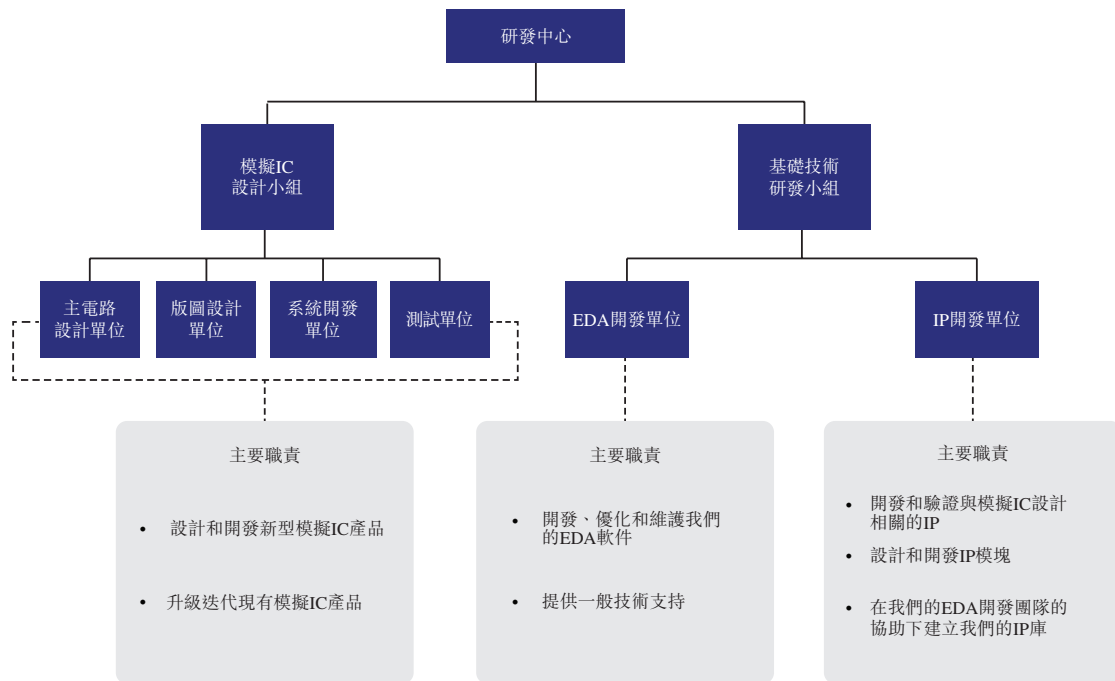 研發中心
模擬IC
設計小組
基礎技術
研發小組
主電路
設計單位
版圖設計
單位
系統開發
單位
測試單位
EDA開發單位
IP開發單位
主要職責
• 設計和開發新型模擬IC產品
• 升級迭代現有模擬IC產品
主要職責
• 開發、優化和維護我們
的EDA軟件
• 提供一般技術支持
主要職責
• 開發和驗證與模擬IC設計
相關的IP
• 設計和開發IP模塊
• 在我們的EDA開發團隊的
協助下建立我們的IP庫